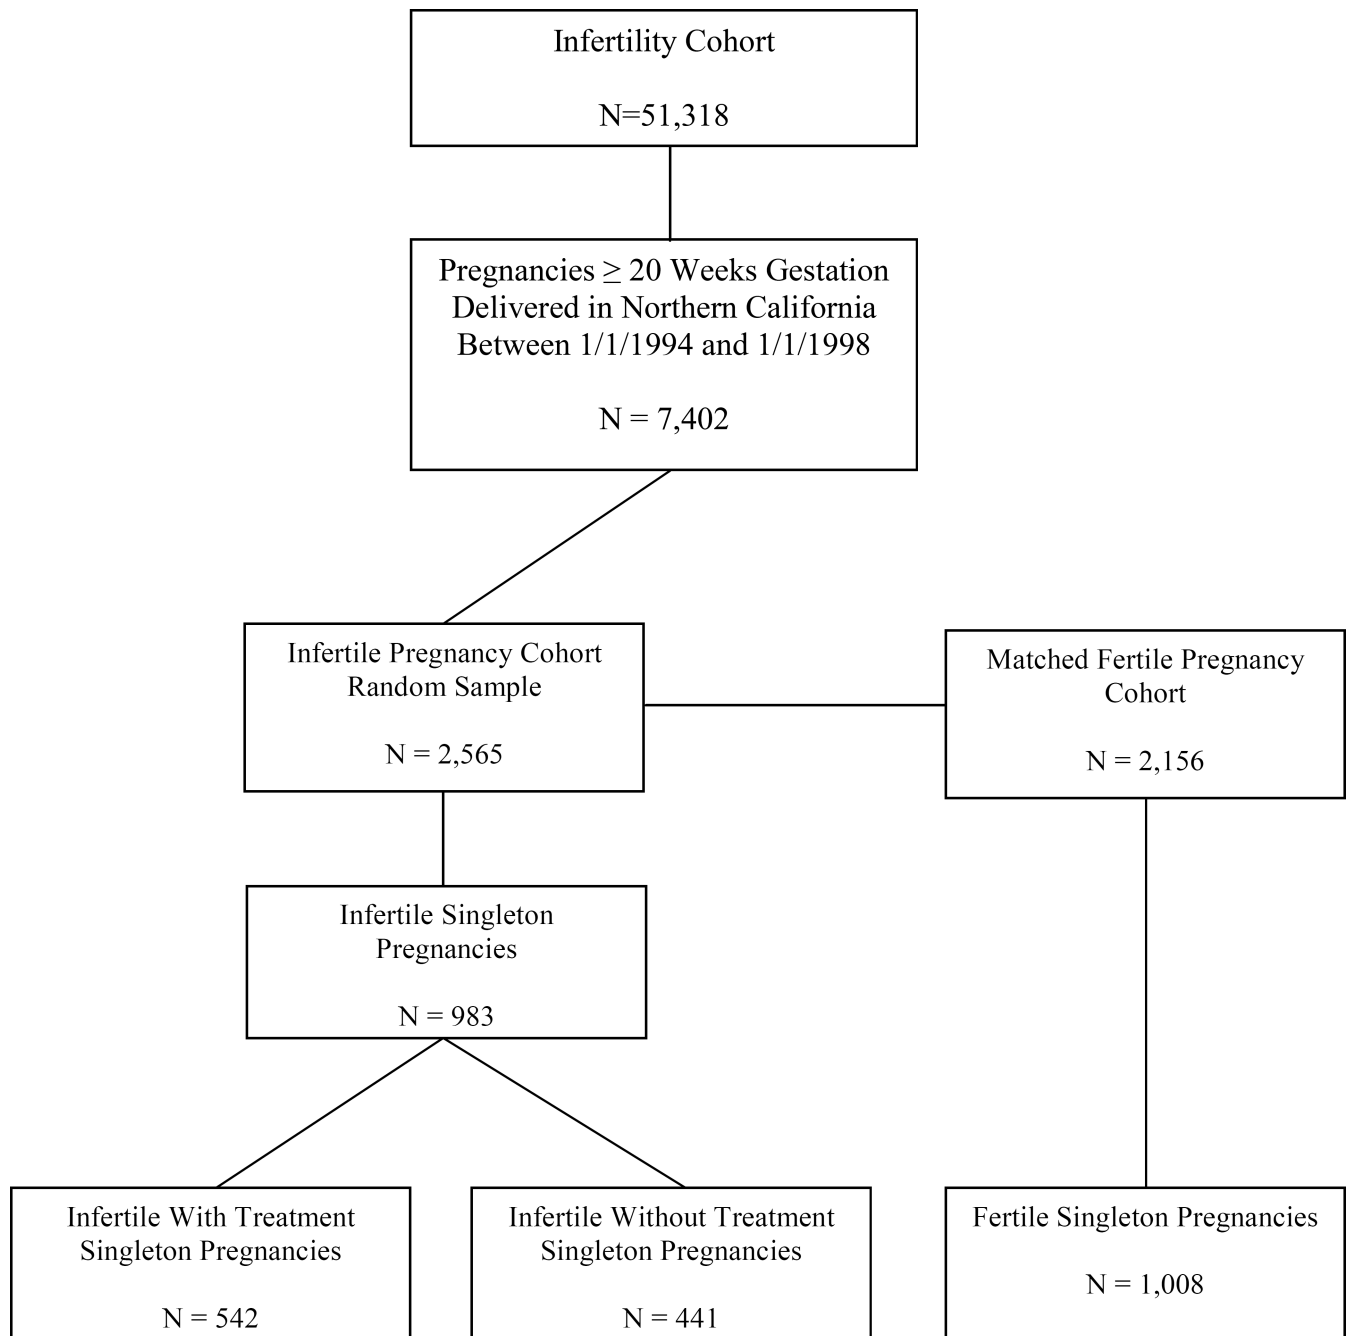 Infertility Cohort
N=51,318
Pregnancies ≥ 20 Weeks Gestation
Delivered in Northern California
Between 1/1/1994 and 1/1/1998
N = 7,402
Infertile Pregnancy Cohort
Random Sample
N = 2,565
Matched Fertile Pregnancy
Cohort
N = 2,156
Infertile Singleton
Pregnancies
N = 983
Infertile With Treatment
Singleton Pregnancies
N = 542
Infertile Without Treatment
Singleton Pregnancies
N = 441
Fertile Singleton Pregnancies
N = 1,008